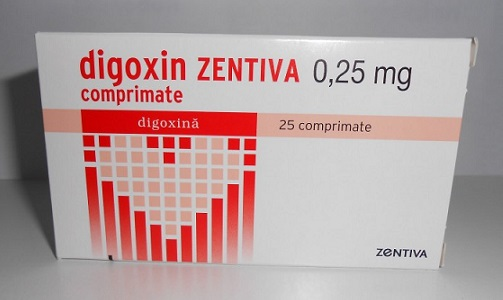 digoxin ZENTIVA 0,25 mg
comprimate
digoxină
25 comprimate
ZENTIVA